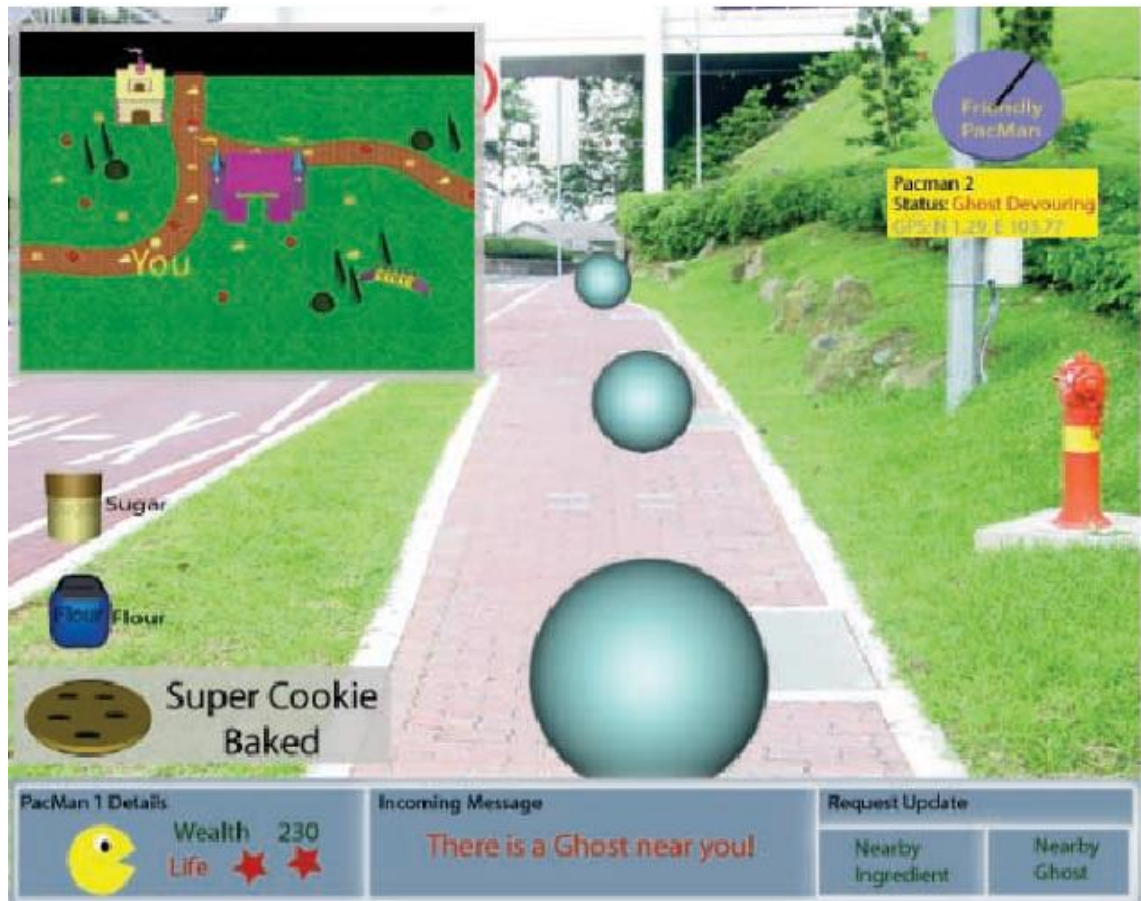 You
Friendly
PacMan
Pacman 2
Status: Ghost Devouring
GPS: N 1.29, E 103.77
Sugar
Flour Flour
Super Cookie
Baked
PacMan 1 Details
Wealth 230
Life
Incoming Message
There is a Ghost near you!
Request Update
Nearby
Ingredient
Nearby
Ghost